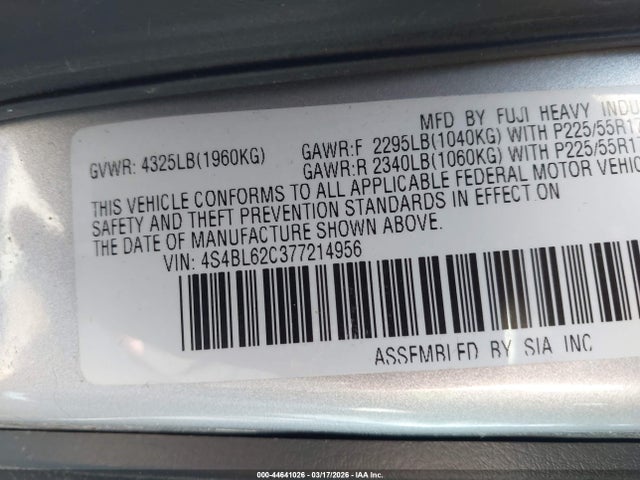 MFD BY FUJI HEAVY INDU
GVWR: 4325LB(1960KG)
GAWR:F 2295LB(1040KG) WITH P225/55R17
GAWR:R 2340LB(1060KG) WITH P225/55R1
THIS VEHICLE CONFORMS TO ALL APPLICABLE FEDERAL MOTOR VEHIC
SAFETY AND THEFT PREVENTION STANDARDS IN EFFECT ON
THE DATE OF MANUFACTURE SHOWN ABOVE.
VIN: 4S4BL62C377214956
ASSEMBLED BY SIA INC
000-44641026 | 03/17/2026 | IAA Inc.